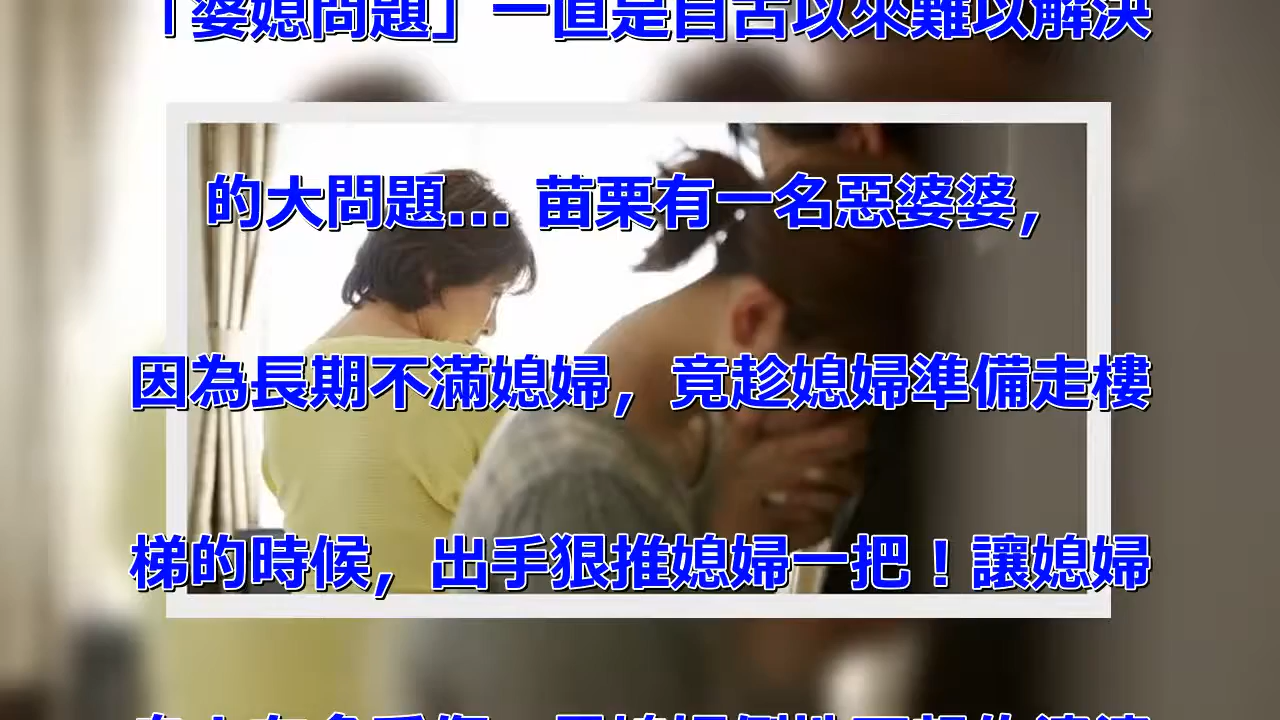 「婆媳問題」一直是自古以來難以解決
的大問題... 苗栗有一名惡婆婆，
因為長期不滿媳婦，竟趁媳婦準備走樓
梯的時候，出手狠推媳婦一把！讓媳婦